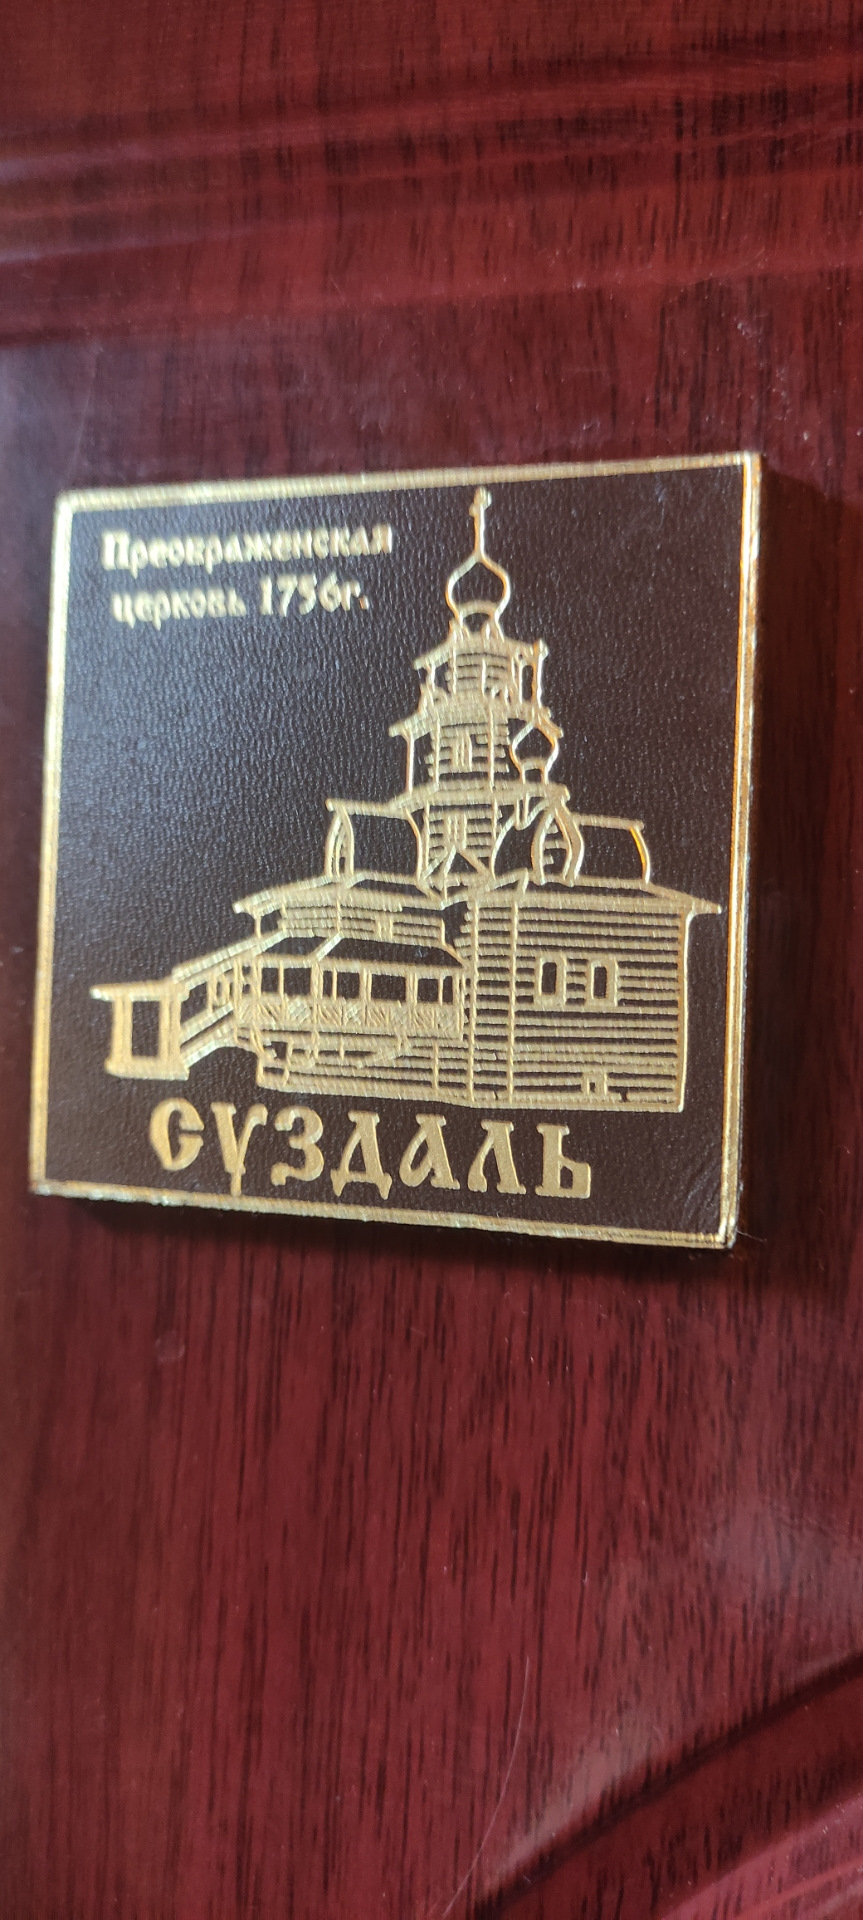 Преображенская
церковь 1756г.
СУЗДАЛЬ